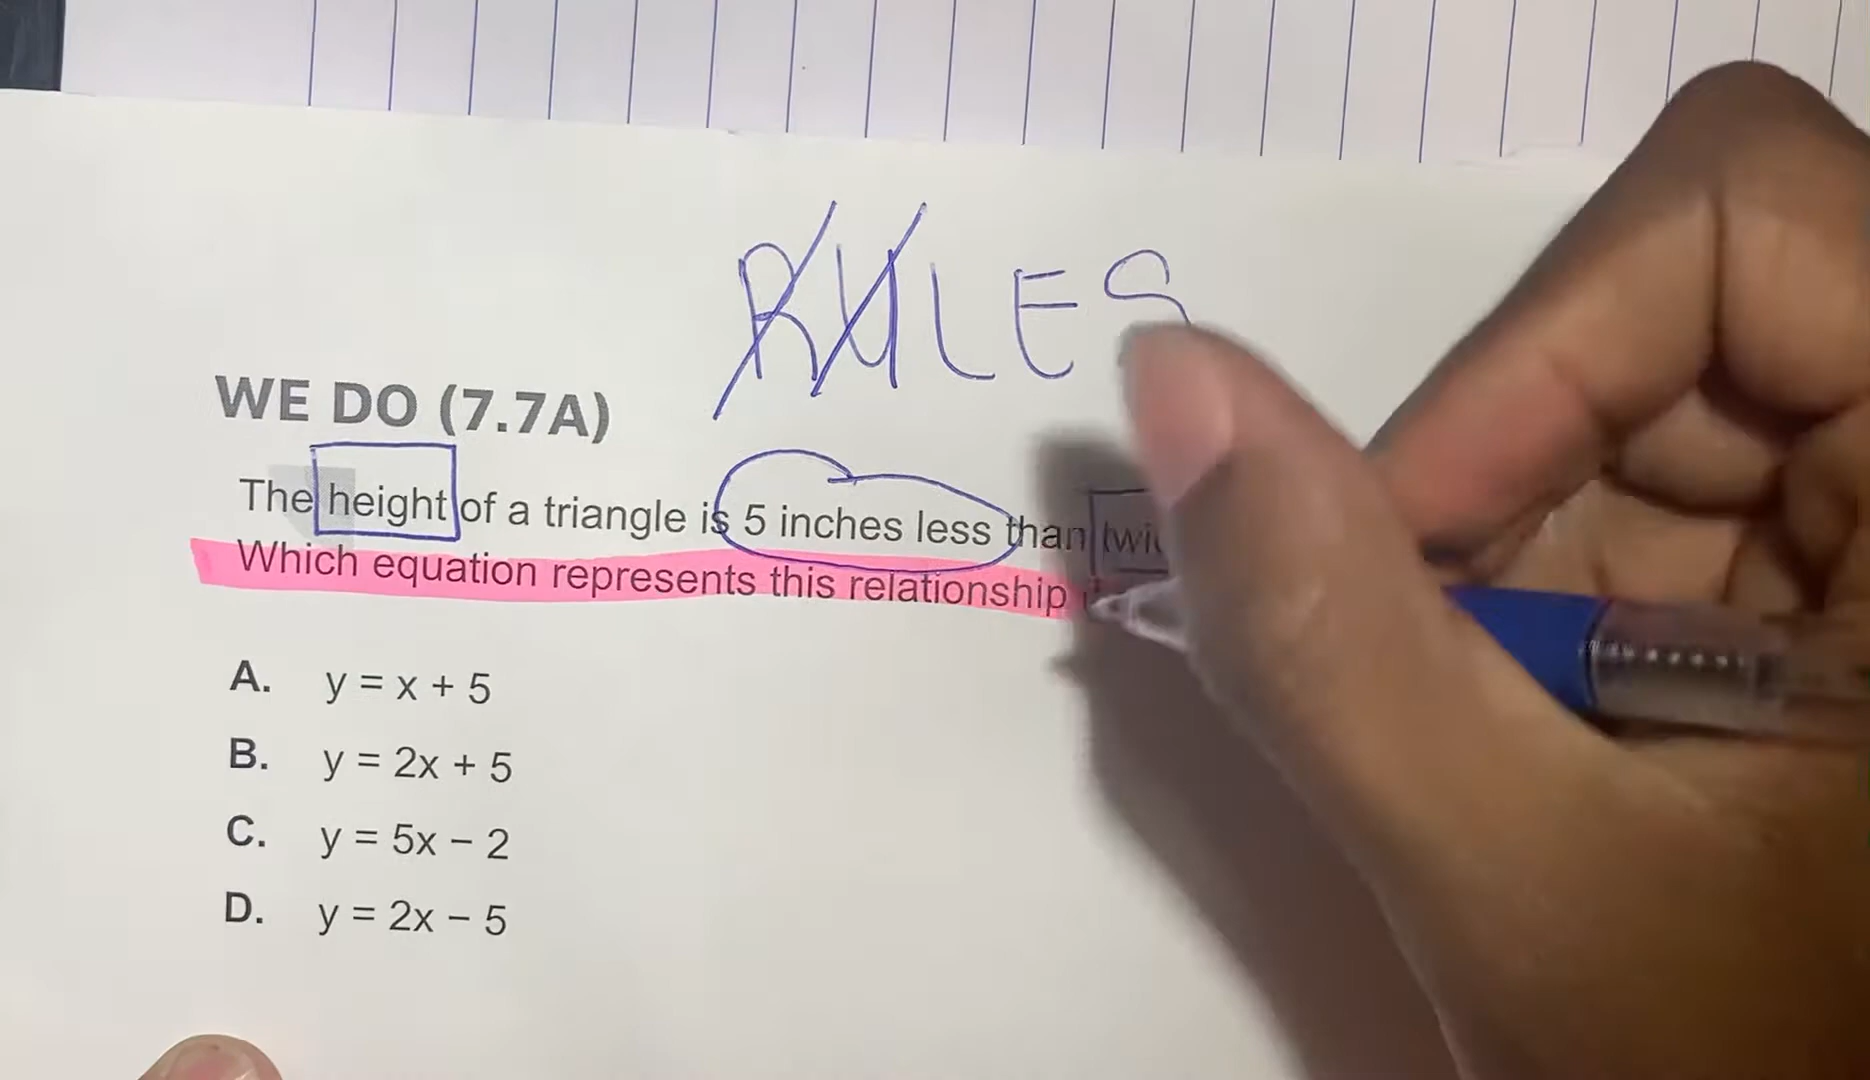 RULES
WE DO (7.7A)
The height of a triangle is 5 inches less than
Which equation represents this relationship
A. y = x + 5
B. y = 2x + 5
C. y = 5x − 2
D. y = 2x − 5